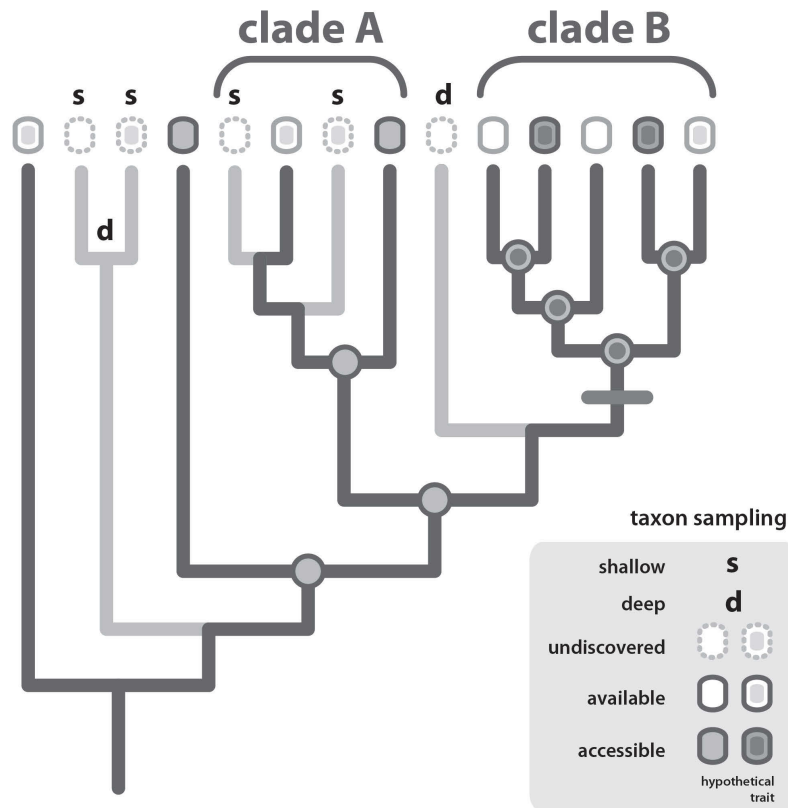 clade A
clade B
s
s
s
s
d
d
taxon sampling
shallow s
deep d
undiscovered
available
accessible
hypothetical
trait